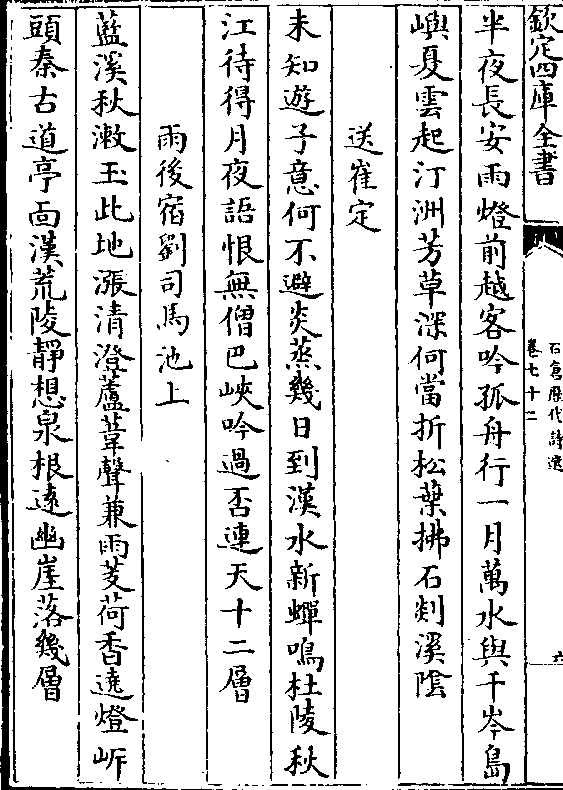 欽定四庫全書
石倉歷代詩選
卷七十二
六
半夜長安雨燈前越客吟孤舟行一月萬水與千岑島
嶼夏雲起汀洲芳草深何當折松葉拂石剡溪陰
送崔定
未知遊子意何不避炎蒸幾日到漢水新蟬鳴杜陵秋
江待得月夜語恨無僧巴峽吟過否連天十二層
雨後宿劉司馬池上
藍溪秋漱玉此地漲清澄蘆葦聲兼雨芰荷香遶燈岍
頭秦古道亭面漢荒陵靜想泉根遠幽崖落幾層